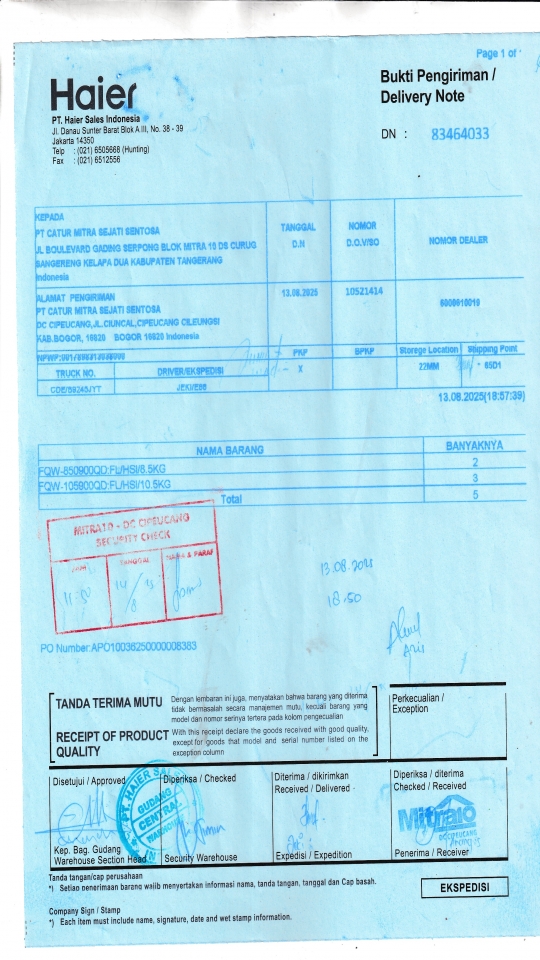 Page 1 of
Haier
Bukti Pengiriman /
Delivery Note
PT. Haier Sales Indonesia
Jl. Danau Sunter Barat Blok A III, No. 38 - 39
Jakarta 14350
Telp : (021) 6505668 (Hunting)
Fax : (021) 6512556
DN : 83464033
KEPADA
PT CATUR MITRA SEJATI SENTOSA
JL BOULEVARD GADING SERPONG BLOK MITRA 10 DS CURUG
SANGERENG KELAPA DUA KABUPATEN TANGERANG
Indonesia
TANGGAL
D.N
NOMOR
D.O./SO
NOMOR DEALER
ALAMAT PENGIRIMAN
PT CATUR MITRA SEJATI SENTOSA
DC CIPEUCANG,JL.CIUNCAL,CIPEUCANG CILEUNGSI
KAB.BOGOR, 16820 BOGOR 16820 Indonesia
13.08.2025
10521414
PKP
BPKP
Storege Location
Shipping Point
TRUCK NO.
DRIVER/EKSPEDISI
X
22MM
65D1
JEKI/ESS
13.08.2025(18:57:39)
NAMA BARANG
BANYAKNYA
FQW-850900QD:FL/HSI/8.5KG 2
FQW-105900QD:FL/HSI/10.5KG 3
Total 5
MITRA10 - DC CIPEUCANG
SECURITY CHECK
JAM
TANGGAL
NAMA & PARAF
13.08.2025
18.50
Aris
PO Number:APO10036250000008383
TANDA TERIMA MUTU
Dengan lembaran ini juga, menyatakan bahwa barang yang diterima
tidak bermasalah secara manajemen mutu, kecuali barang yang
model dan nomor serinya tertera pada kolom pengecualian
RECEIPT OF PRODUCT
QUALITY
With this receipt declare the goods received with good quality,
except for goods that model and serial number listed on the
exception column
Perkecualian /
Exception
Disetujui / Approved
Diperiksa / Checked
Diterima / dikirimkan
Received / Delivered
Diperiksa / diterima
Checked / Received
PT. HAIER SALES
GUDANG
CENTRAL
Mitra10
DC CIPEUCANG
Kep. Bag. Gudang
Warehouse Section Head
Security Warehouse
Expedisi / Expedition
Penerima / Receiver
Tanda tangan/cap perusahaan
*) Setiap penerimaan barang wajib menyertakan informasi nama, tanda tangan, tanggal dan Cap basah.
EKSPEDISI
Company Sign / Stamp
*) Each item must include name, signature, date and wet stamp information.